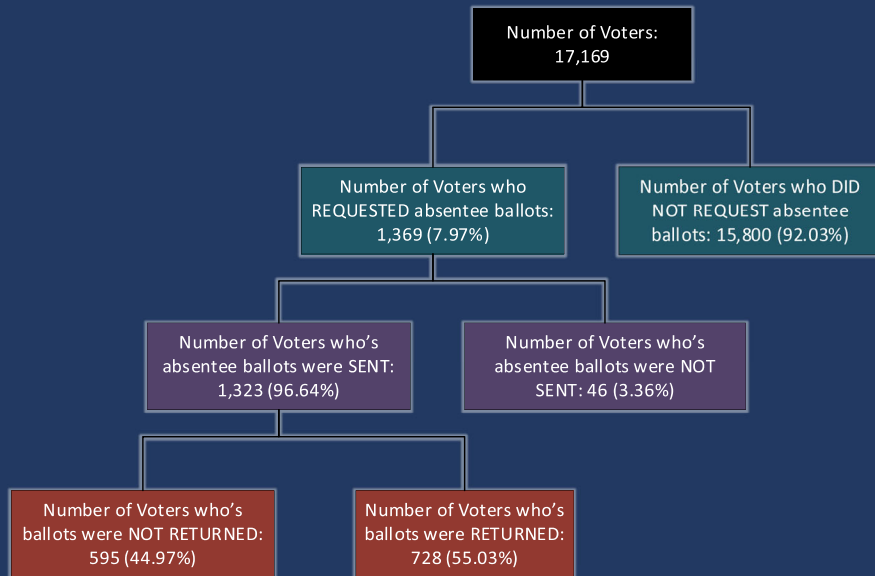 Number of Voters:
17,169
Number of Voters who
REQUESTED absentee ballots:
1,369 (7.97%)
Number of Voters who DID
NOT REQUEST absentee
ballots: 15,800 (92.03%)
Number of Voters who’s
absentee ballots were SENT:
1,323 (96.64%)
Number of Voters who’s
absentee ballots were NOT
SENT: 46 (3.36%)
Number of Voters who’s
ballots were NOT RETURNED:
595 (44.97%)
Number of Voters who’s
ballots were RETURNED:
728 (55.03%)